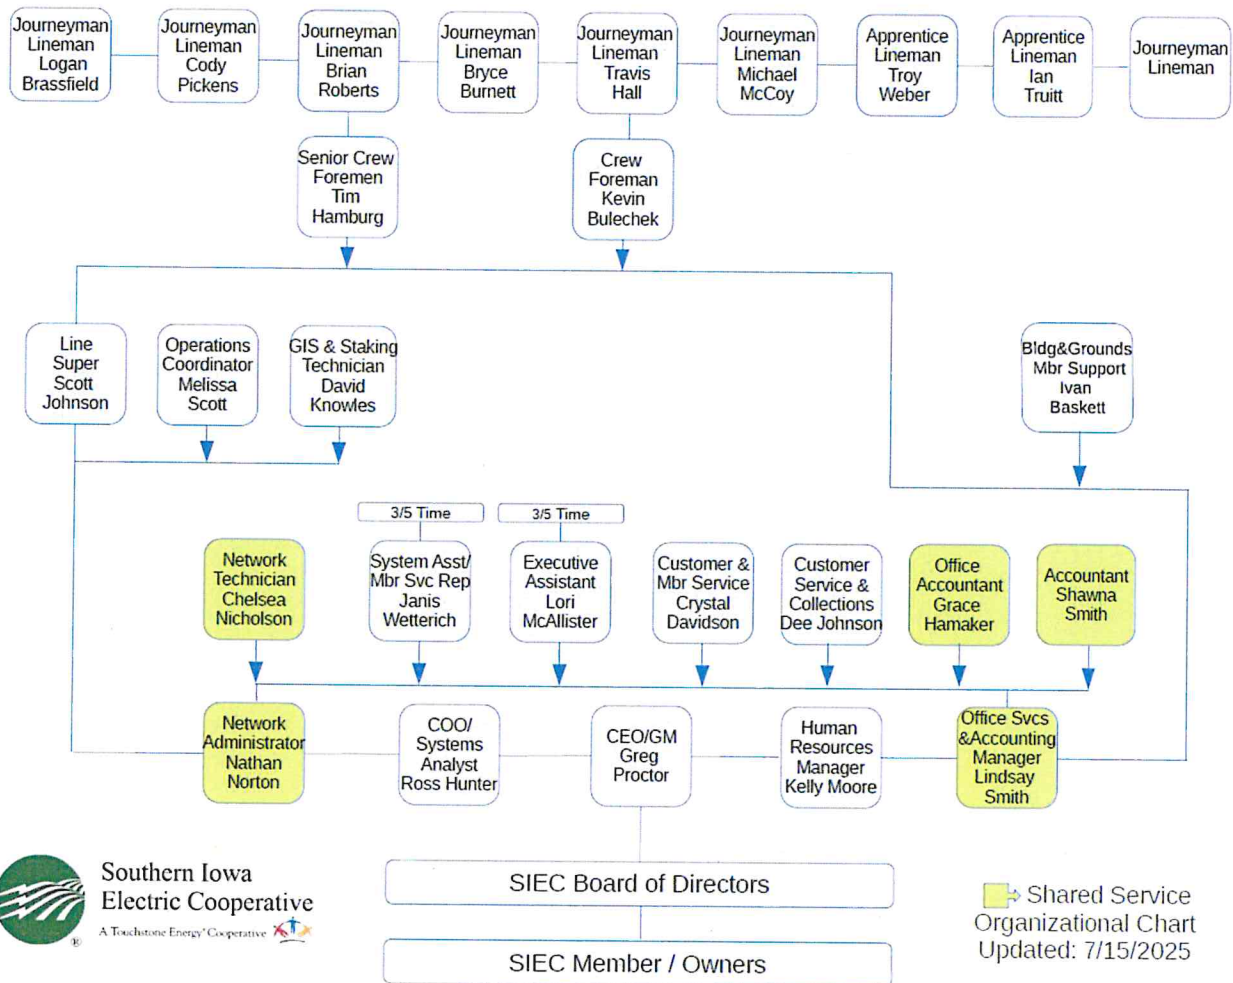 Journeyman
Lineman
Logan
Brassfield
Journeyman
Lineman
Cody
Pickens
Journeyman
Lineman
Brian
Roberts
Journeyman
Lineman
Bryce
Burnett
Journeyman
Lineman
Travis
Hall
Journeyman
Lineman
Michael
McCoy
Apprentice
Lineman
Troy
Weber
Apprentice
Lineman
Ian
Truitt
Journeyman
Lineman
Senior Crew
Foremen
Tim
Hamburg
Crew
Foreman
Kevin
Bulechek
Line
Super
Scott
Johnson
Operations
Coordinator
Melissa
Scott
GIS & Staking
Technician
David
Knowles
Bldg&Grounds
Mbr Support
Ivan
Baskett
3/5 Time
3/5 Time
Network
Technician
Chelsea
Nicholson
System Asst/
Mbr Svc Rep
Janis
Wetterich
Executive
Assistant
Lori
McAllister
Customer &
Mbr Service
Crystal
Davidson
Customer
Service &
Collections
Dee Johnson
Office
Accountant
Grace
Hamaker
Accountant
Shawna
Smith
Network
Administrator
Nathan
Norton
COO/
Systems
Analyst
Ross Hunter
CEO/GM
Greg
Proctor
Human
Resources
Manager
Kelly Moore
Office Svcs
&Accounting
Manager
Lindsay
Smith
Southern Iowa
Electric Cooperative
A Touchstone Energy® Cooperative
®
SIEC Board of Directors
SIEC Member / Owners
Shared Service
Organizational Chart
Updated: 7/15/2025